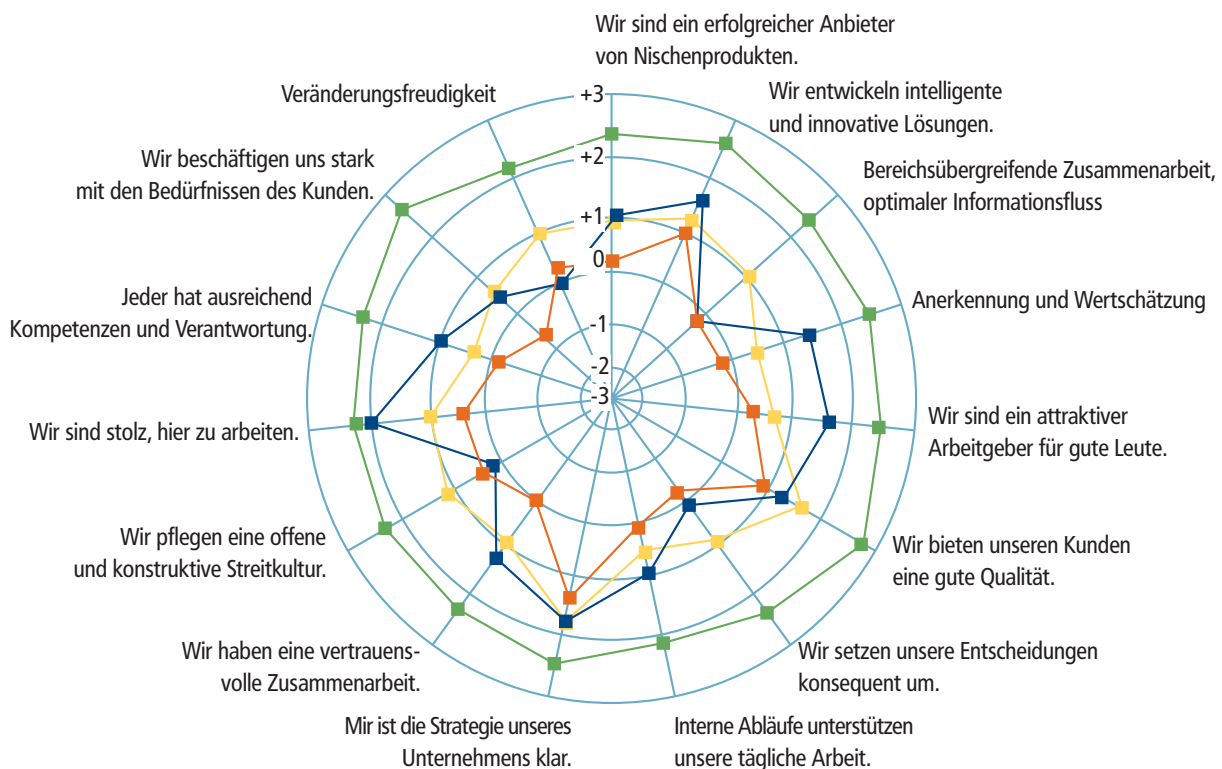 Wir sind ein erfolgreicher Anbieter
von Nischenprodukten.
Wir entwickeln intelligente
und innovative Lösungen.
Bereichsübergreifende Zusammenarbeit,
optimaler Informationsfluss
Anerkennung und Wertschätzung
Wir sind ein attraktiver
Arbeitgeber für gute Leute.
Wir bieten unseren Kunden
eine gute Qualität.
Wir setzen unsere Entscheidungen
konsequent um.
Interne Abläufe unterstützen
unsere tägliche Arbeit.
Mir ist die Strategie unseres
Unternehmens klar.
Wir haben eine vertrauens-
volle Zusammenarbeit.
Wir pflegen eine offene
und konstruktive Streitkultur.
Wir sind stolz, hier zu arbeiten.
Jeder hat ausreichend
Kompetenzen und Verantwortung.
Wir beschäftigen uns stark
mit den Bedürfnissen des Kunden.
Veränderungsfreudigkeit
+3
+2
+1
0
-1
-2
-3